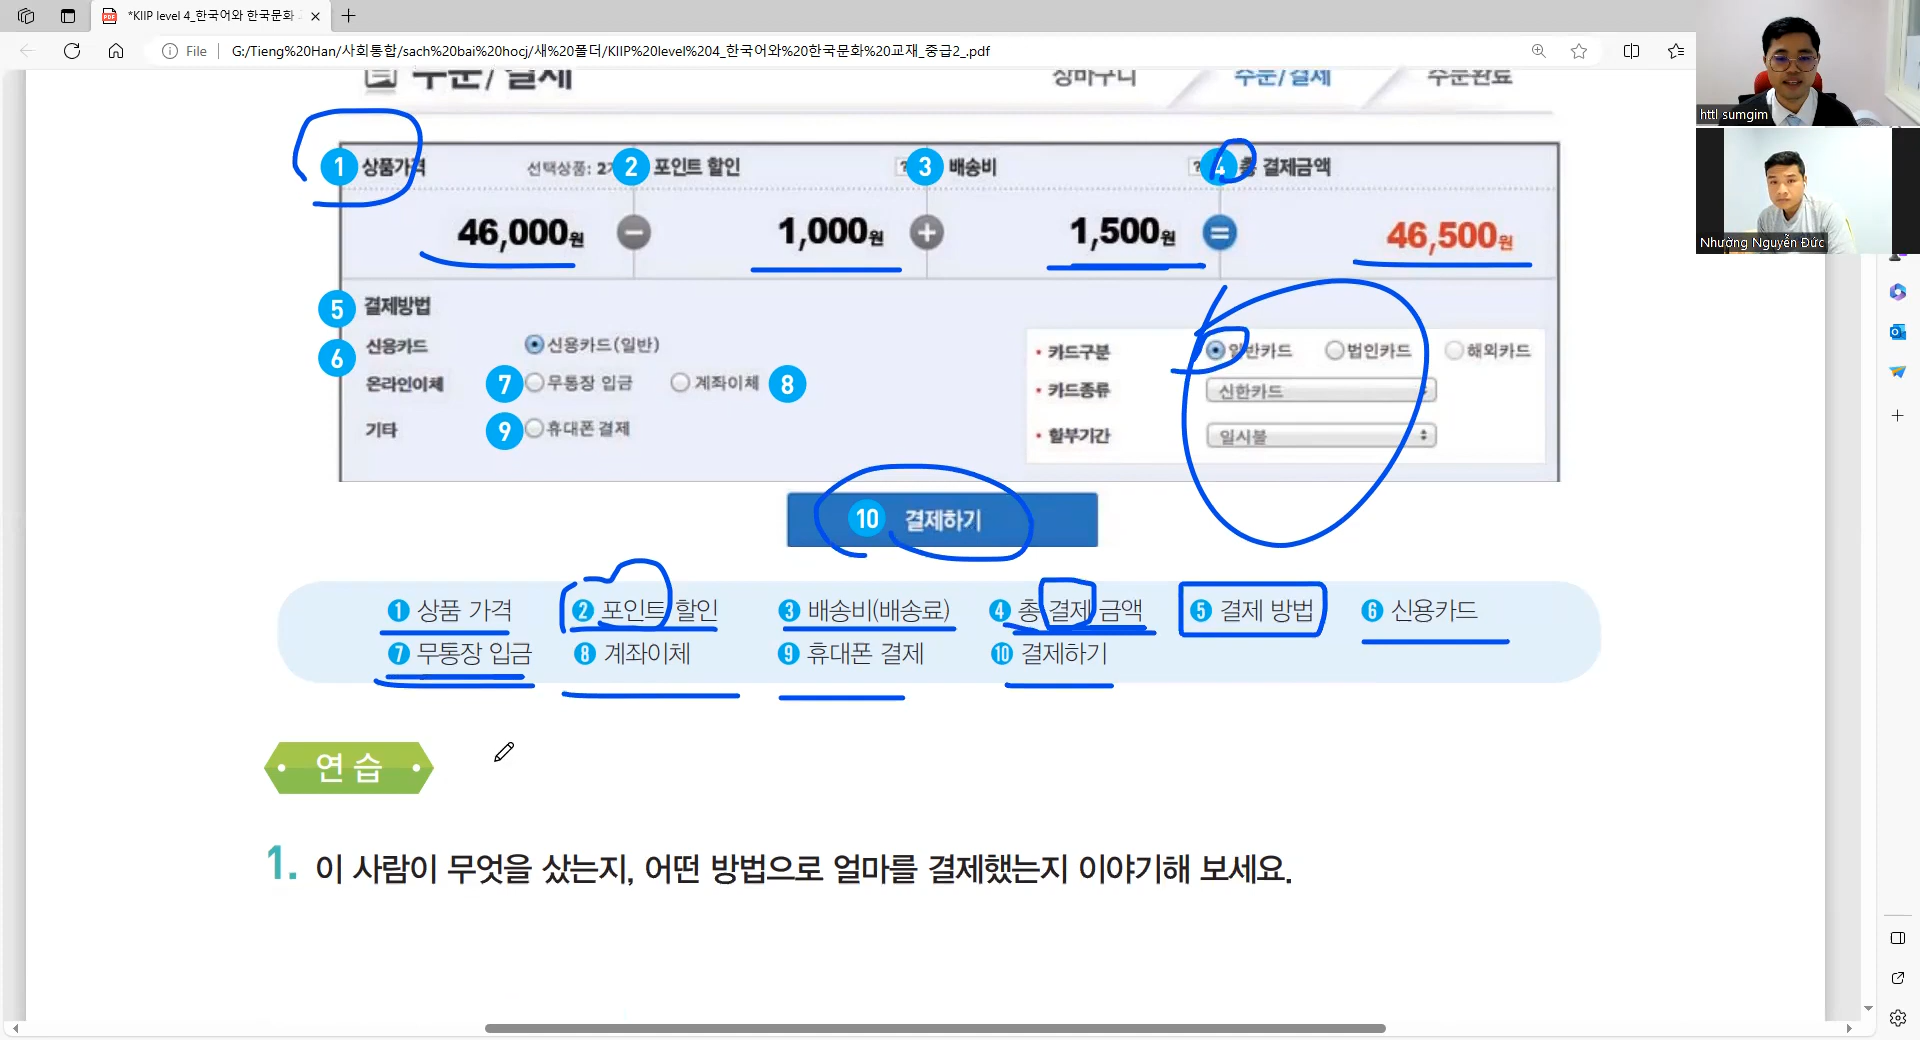 *KIIP level 4_한국어와 한국문화
File
G:/Tieng%20Han/사회통합/sach%20bai%20hocj/새%20폴더/KIIP%20level%204_한국어와%20한국문화%20교재_중급2_.pdf
httl sumgim
Nhường Nguyễn Đức
주문/결제 장바구니 주문/결제 주문완료
1 상품가격 선택상품: 2 포인트 할인 ? 3 배송비 ? 4 총 결제금액
46,000원 − 1,000원 + 1,500원 = 46,500원
5 결제방법
6 신용카드 신용카드(일반)
온라인이체 7 무통장 입금 계좌이체 8
기타 9 휴대폰 결제
• 카드구분 일반카드 법인카드 해외카드
• 카드종류 신한카드
• 할부기간 일시불
10 결제하기
1 상품 가격 2 포인트 할인 3 배송비(배송료) 4 총 결제 금액 5 결제 방법 6 신용카드
7 무통장 입금 8 계좌이체 9 휴대폰 결제 10 결제하기
연습
1. 이 사람이 무엇을 샀는지, 어떤 방법으로 얼마를 결제했는지 이야기해 보세요.